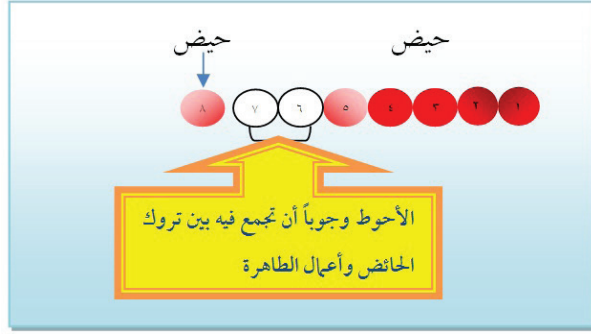 حيض حيض
١ ٢ ٣ ٤ ٥ ٦ ٧ ٨
الأحوط وجوباً أن تجمع فيه بين تروك
الحائض وأعمال الطاهرة